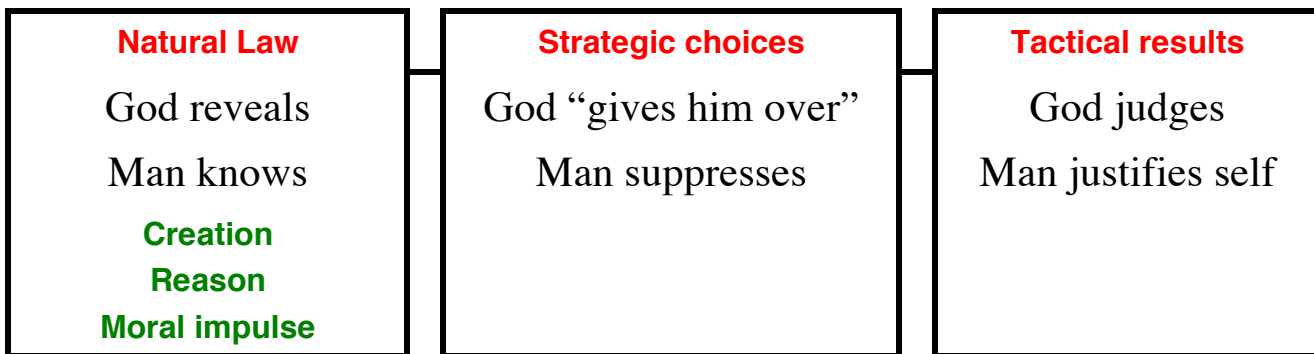 Natural Law
God reveals
Man knows
Creation
Reason
Moral impulse
Strategic choices
God “gives him over”
Man suppresses
Tactical results
God judges
Man justifies self